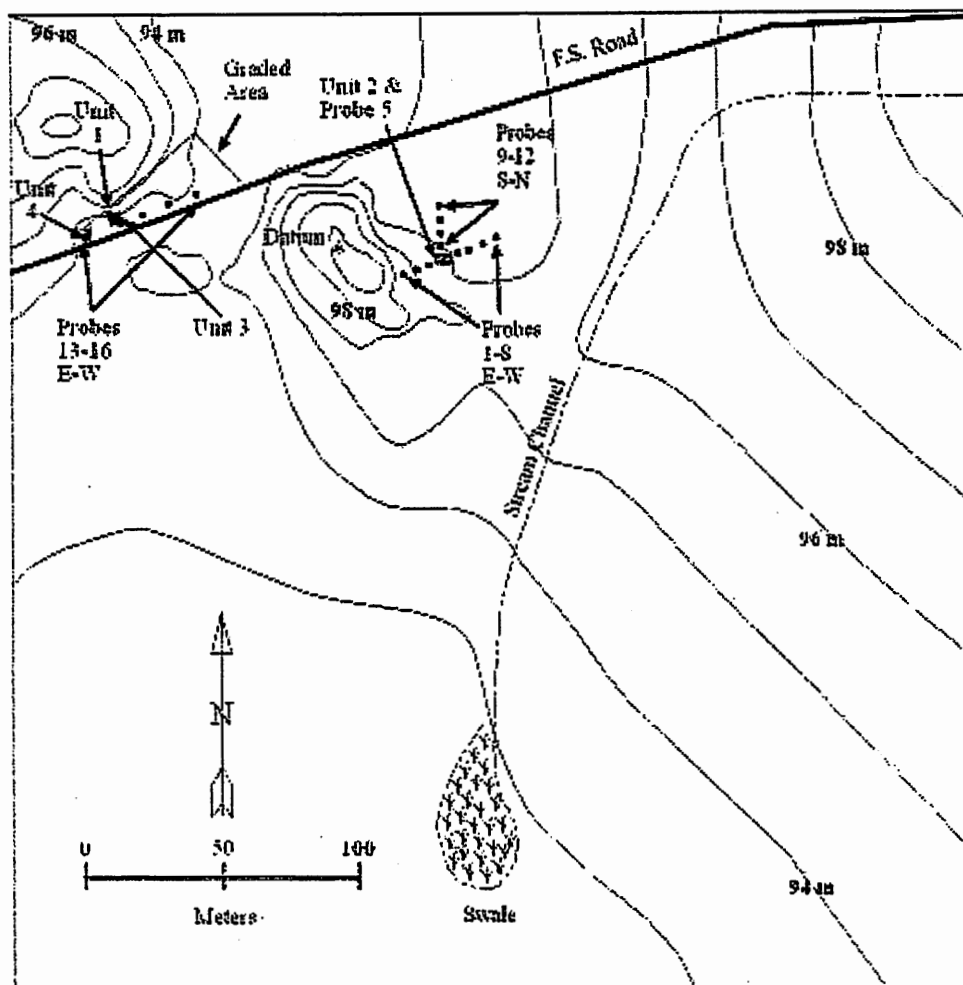 96 m
94 m
F.S. Road
Graded
Area
Unit 2 &
Probe 5
Probes
9-12
S-N
Unit
1
Unit
4
Datum
98 m
98 m
Probes
13-16
E-W
Unit 3
Probes
1-8
E-W
Stream Channel
96 m
N
0
50
100
Meters
Swale
94 m